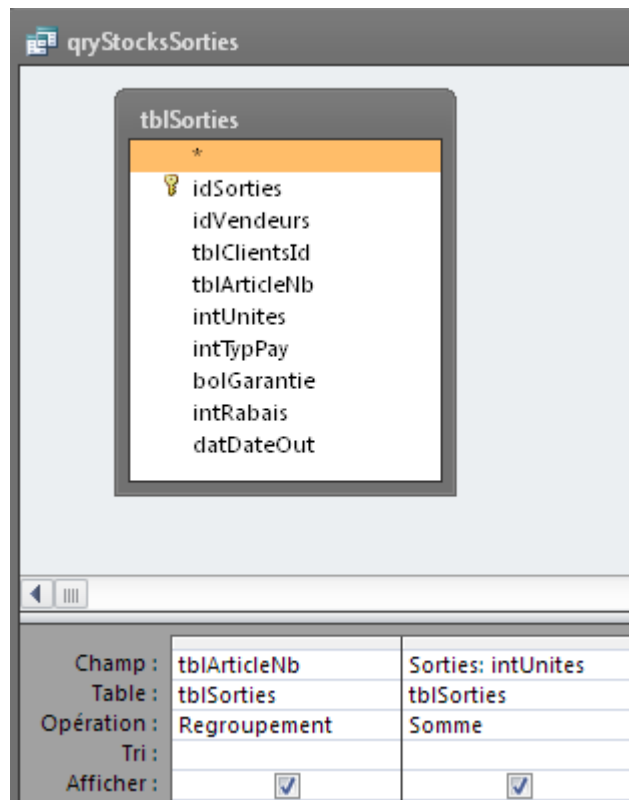 qryStocksSorties
tblSorties
*
idSorties
idVendeurs
tblClientsId
tblArticleNb
intUnites
intTypPay
bolGarantie
intRabais
datDateOut
Champ : tblArticleNb Sorties: intUnites
Table : tblSorties tblSorties
Opération : Regroupement Somme
Tri :
Afficher :